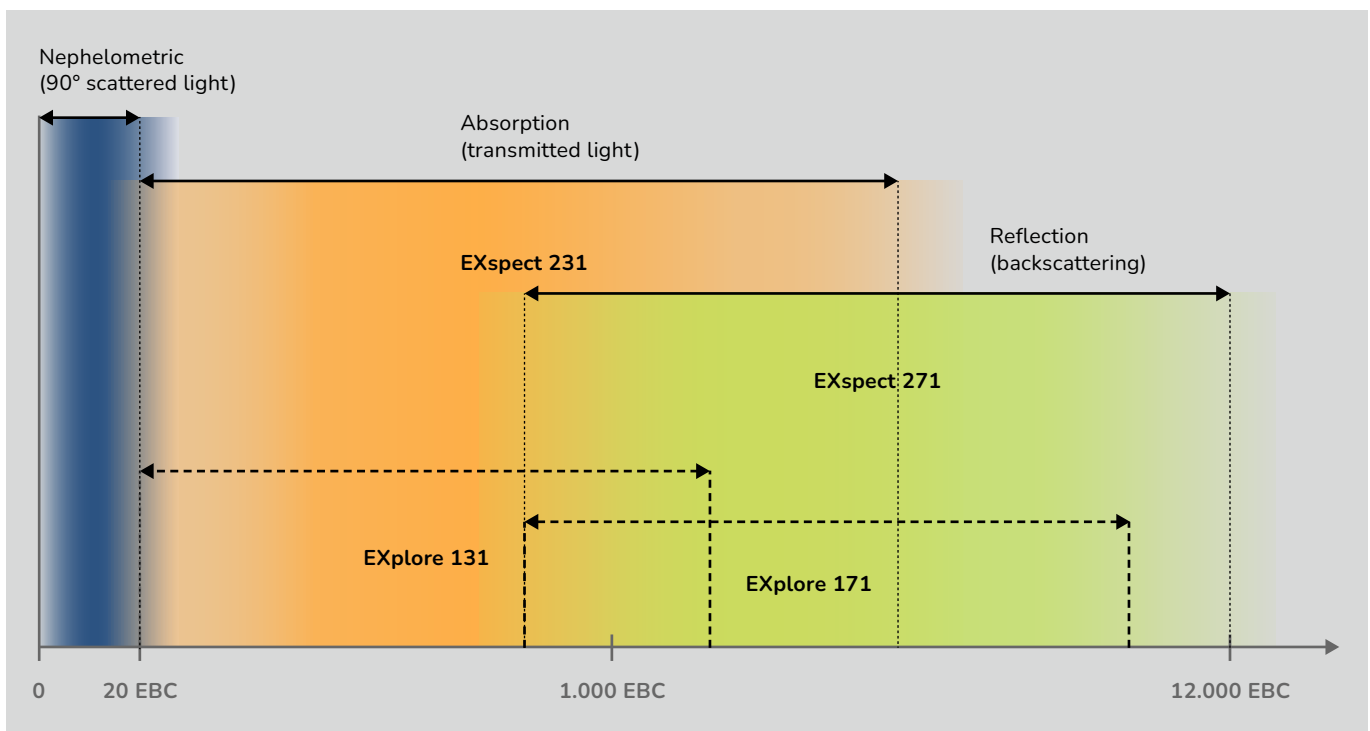 Nephelometric
(90° scattered light)
Absorption
(transmitted light)
Reflection
(backscattering)
EXspect 231
EXspect 271
EXplore 131
EXplore 171
0
20 EBC
1.000 EBC
12.000 EBC